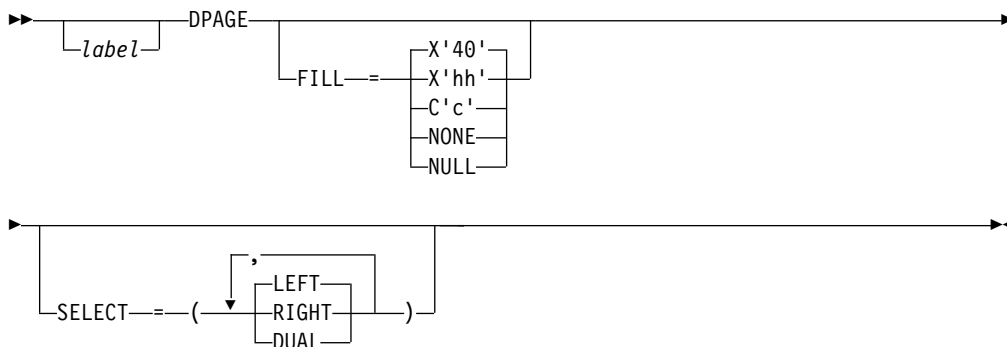 DPAGE
label
X'40'
FILL = X'hh'
C'c'
NONE
NULL
,
LEFT
SELECT = ( RIGHT )
DUAL